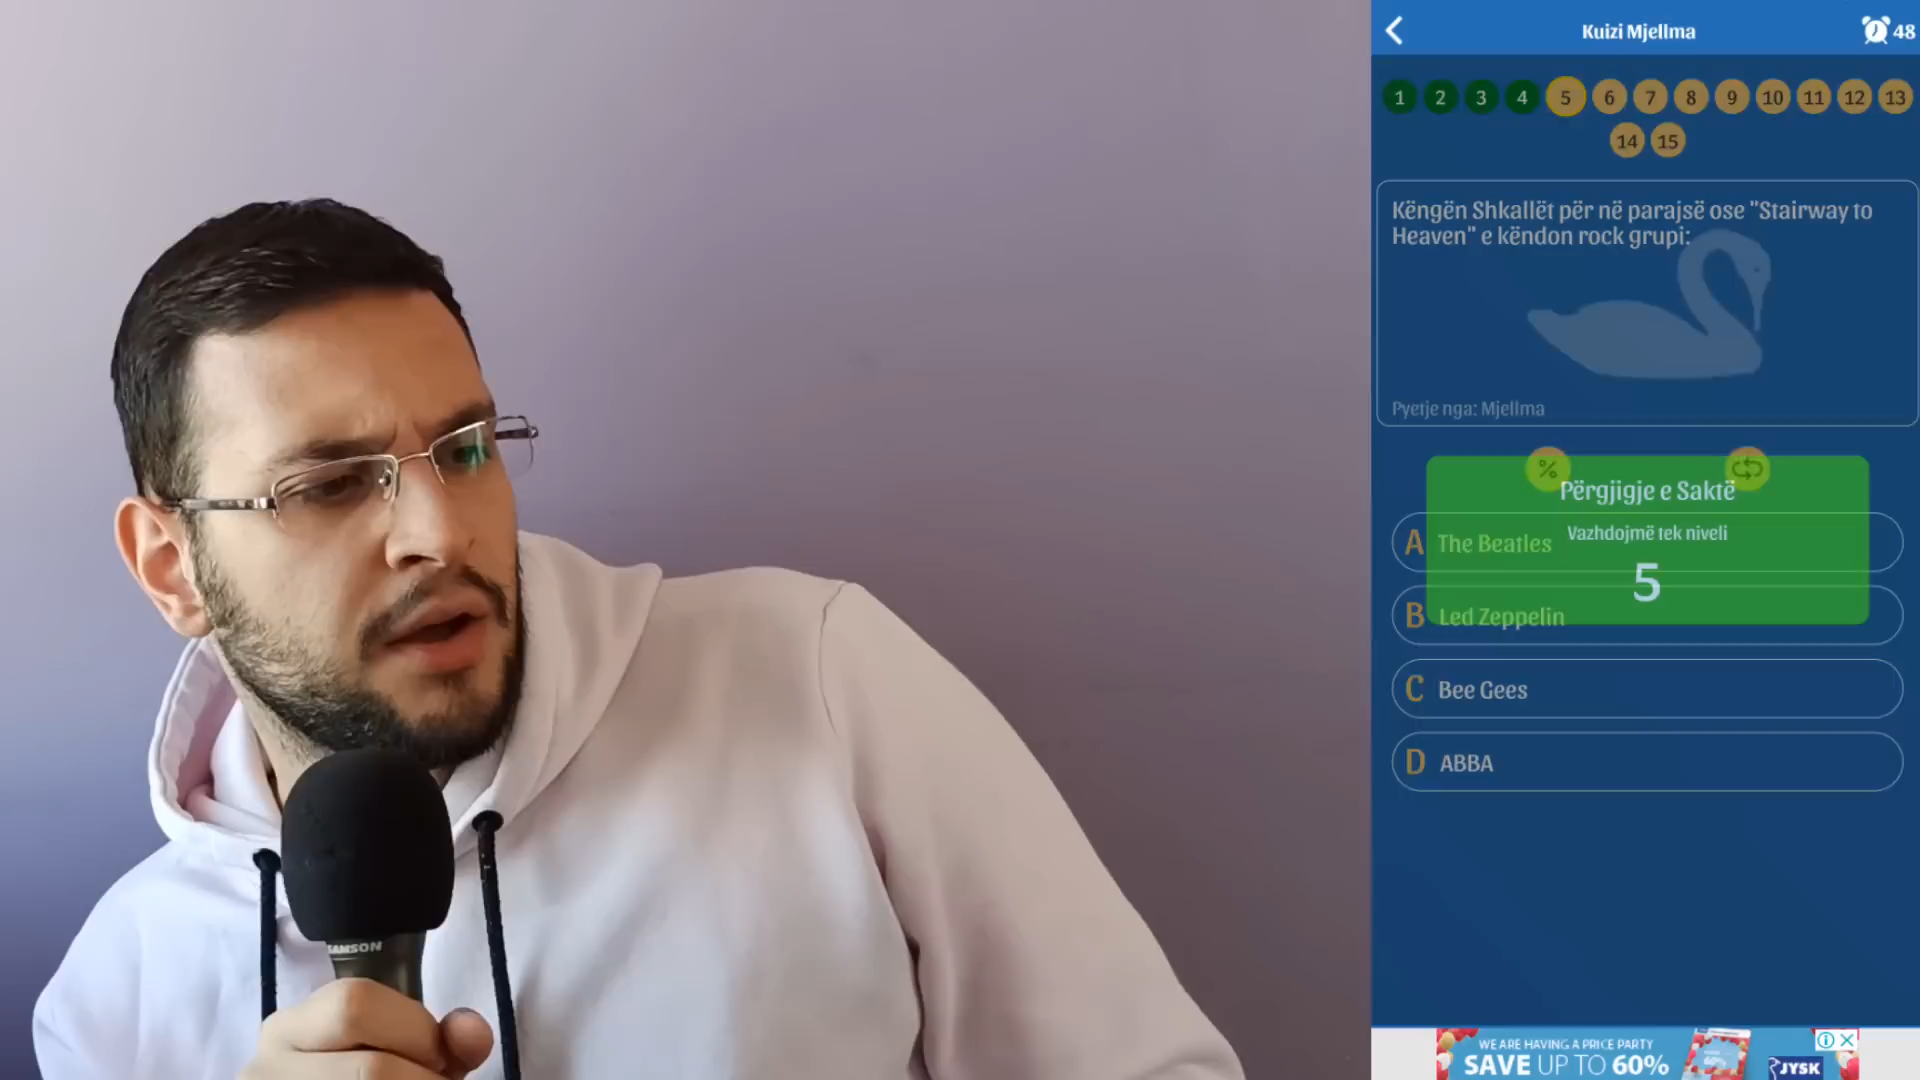 Kuizi Mjellma
48
1 2 3 4 5 6 7 8 9 10 11 12 13
14 15
Këngën Shkallët për në parajsë ose "Stairway to
Heaven" e këndon rock grupi:
Pyetje nga: Mjellma
%
Përgjigje e Saktë
Vazhdojmë tek niveli
5
A The Beatles
B Led Zeppelin
C Bee Gees
D ABBA
SAMSON
WE ARE HAVING A PRICE PARTY
SAVE UP TO 60%
JYSK